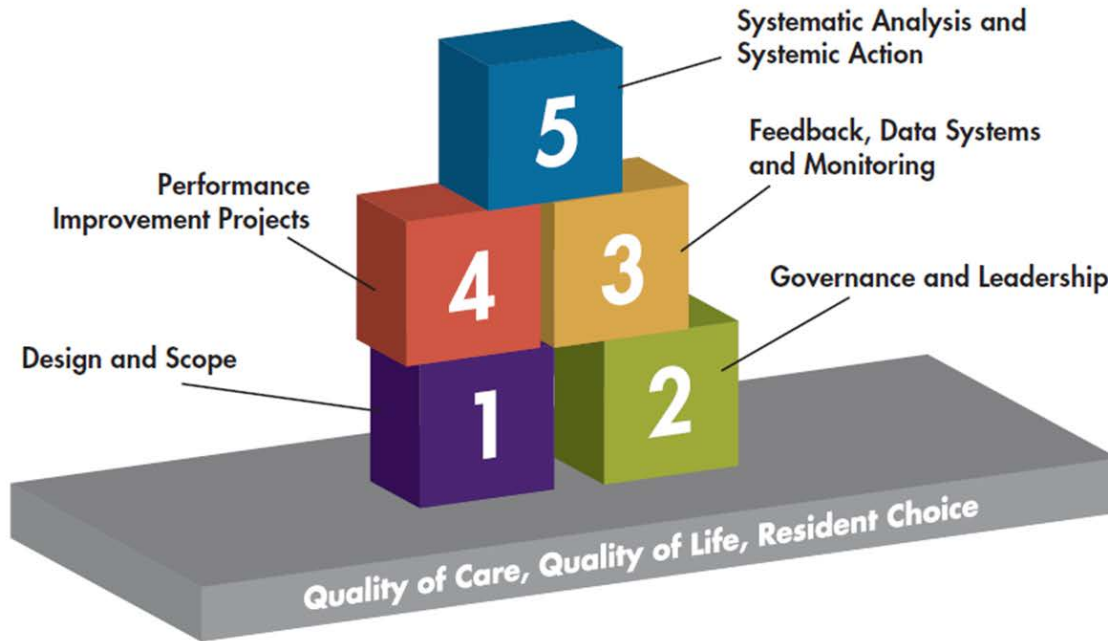 Systematic Analysis and
Systemic Action
5
Feedback, Data Systems
and Monitoring
Performance
Improvement Projects
4
3
Governance and Leadership
Design and Scope
1
2
Quality of Care, Quality of Life, Resident Choice